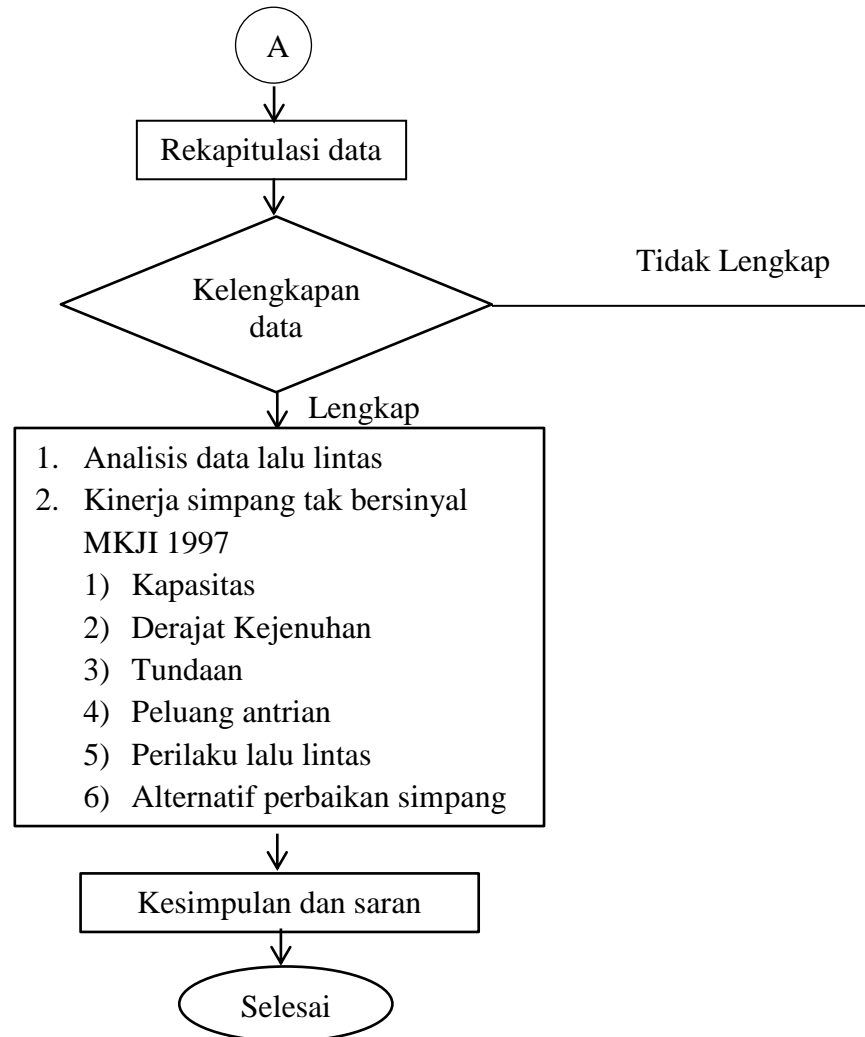 A
Rekapitulasi data
Tidak Lengkap
Kelengkapan
data
Lengkap
1. Analisis data lalu lintas
2. Kinerja simpang tak bersinyal
MKJI 1997
1) Kapasitas
2) Derajat Kejenuhan
3) Tundaan
4) Peluang antrian
5) Perilaku lalu lintas
6) Alternatif perbaikan simpang
Kesimpulan dan saran
Selesai